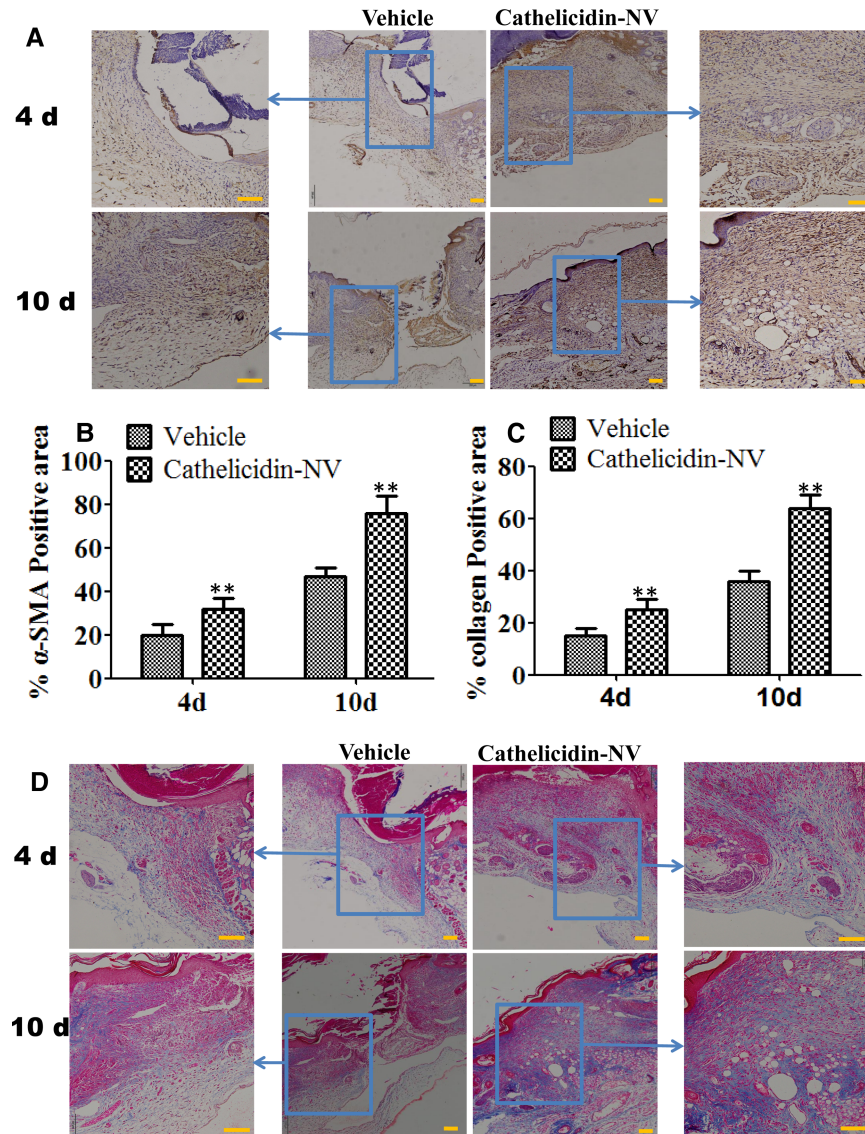 A
Vehicle
Cathelicidin-NV
4 d
10 d
B
Vehicle
Cathelicidin-NV
% α-SMA Positive area
100
80
60
40
20
0
**
**
4d
10d
C
Vehicle
Cathelicidin-NV
% collagen Positive area
80
60
40
20
0
**
**
4d
10d
D
Vehicle
Cathelicidin-NV
4 d
10 d